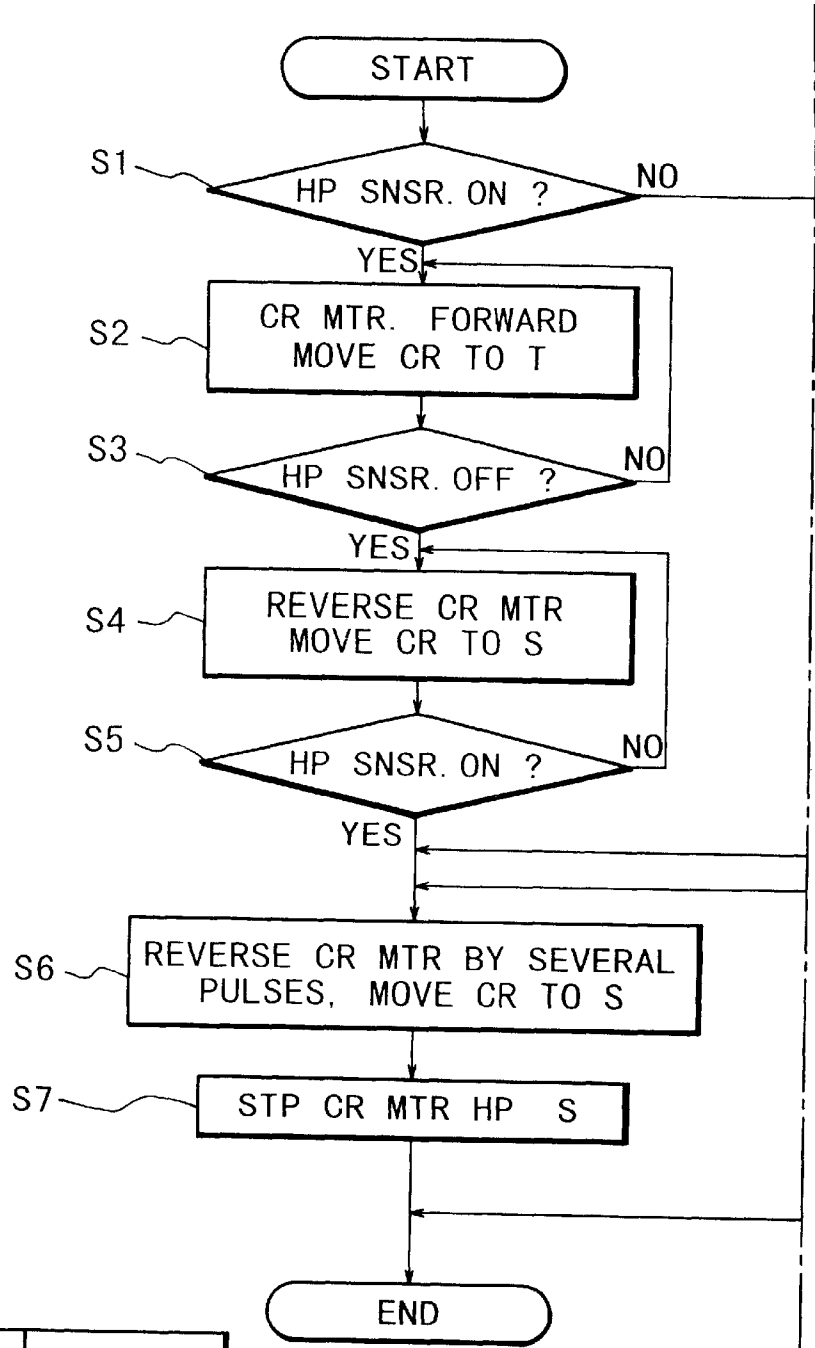 START
S1
HP SNSR. ON ?
NO
YES
S2
CR MTR. FORWARD
MOVE CR TO T
S3
HP SNSR. OFF ?
NO
YES
S4
REVERSE CR MTR
MOVE CR TO S
S5
HP SNSR. ON ?
NO
YES
S6
REVERSE CR MTR BY SEVERAL
PULSES, MOVE CR TO S
S7
STP CR MTR HP S
END